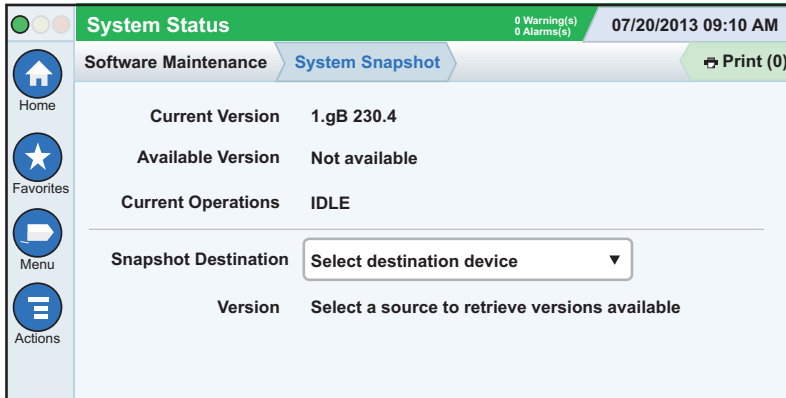 System Status
0 Warning(s)
0 Alarms(s)
07/20/2013 09:10 AM
Software Maintenance
System Snapshot
Print (0)
Home
Favorites
Menu
Actions
Current Version 1.gB 230.4
Available Version Not available
Current Operations IDLE
Snapshot Destination Select destination device
Version Select a source to retrieve versions available